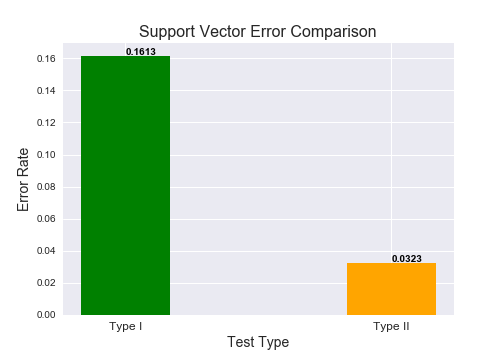 Support Vector Error Comparison
0.1613
0.0323
Error Rate
0.16
0.14
0.12
0.10
0.08
0.06
0.04
0.02
0.00
Type I
Type II
Test Type